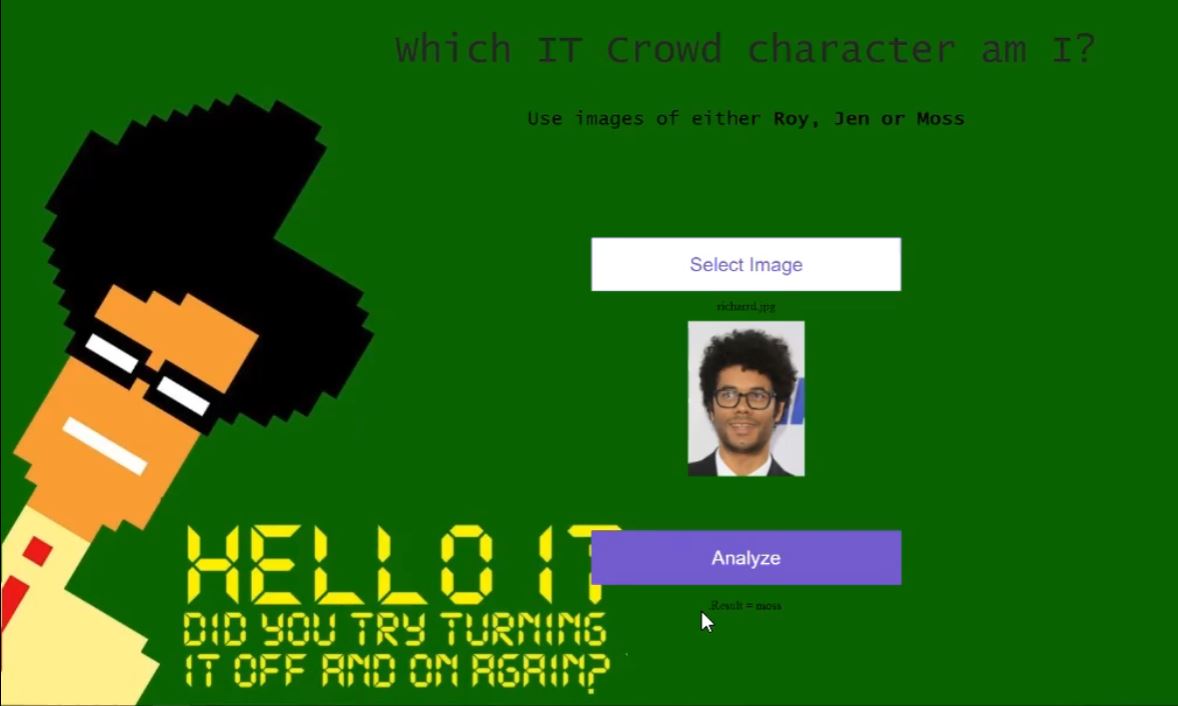 Which IT Crowd character am I?
Use images of either Roy, Jen or Moss
Select Image
richarrd.jpg
Analyze
.Result = moss
HELLO IT
DID YOU TRY TURNING
IT OFF AND ON AGAIN?